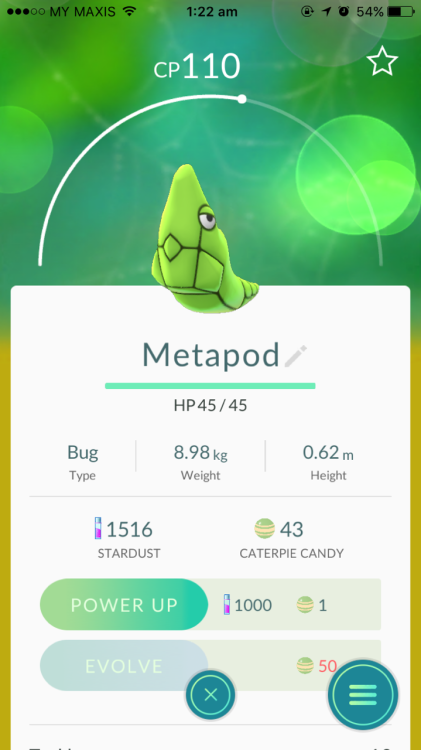 MY MAXIS 1:22 am 54%
CP110
Metapod
HP 45 / 45
Bug 8.98 kg 0.62 m
Type Weight Height
1516 43
STARDUST CATERPIE CANDY
POWER UP 1000 1
EVOLVE 50